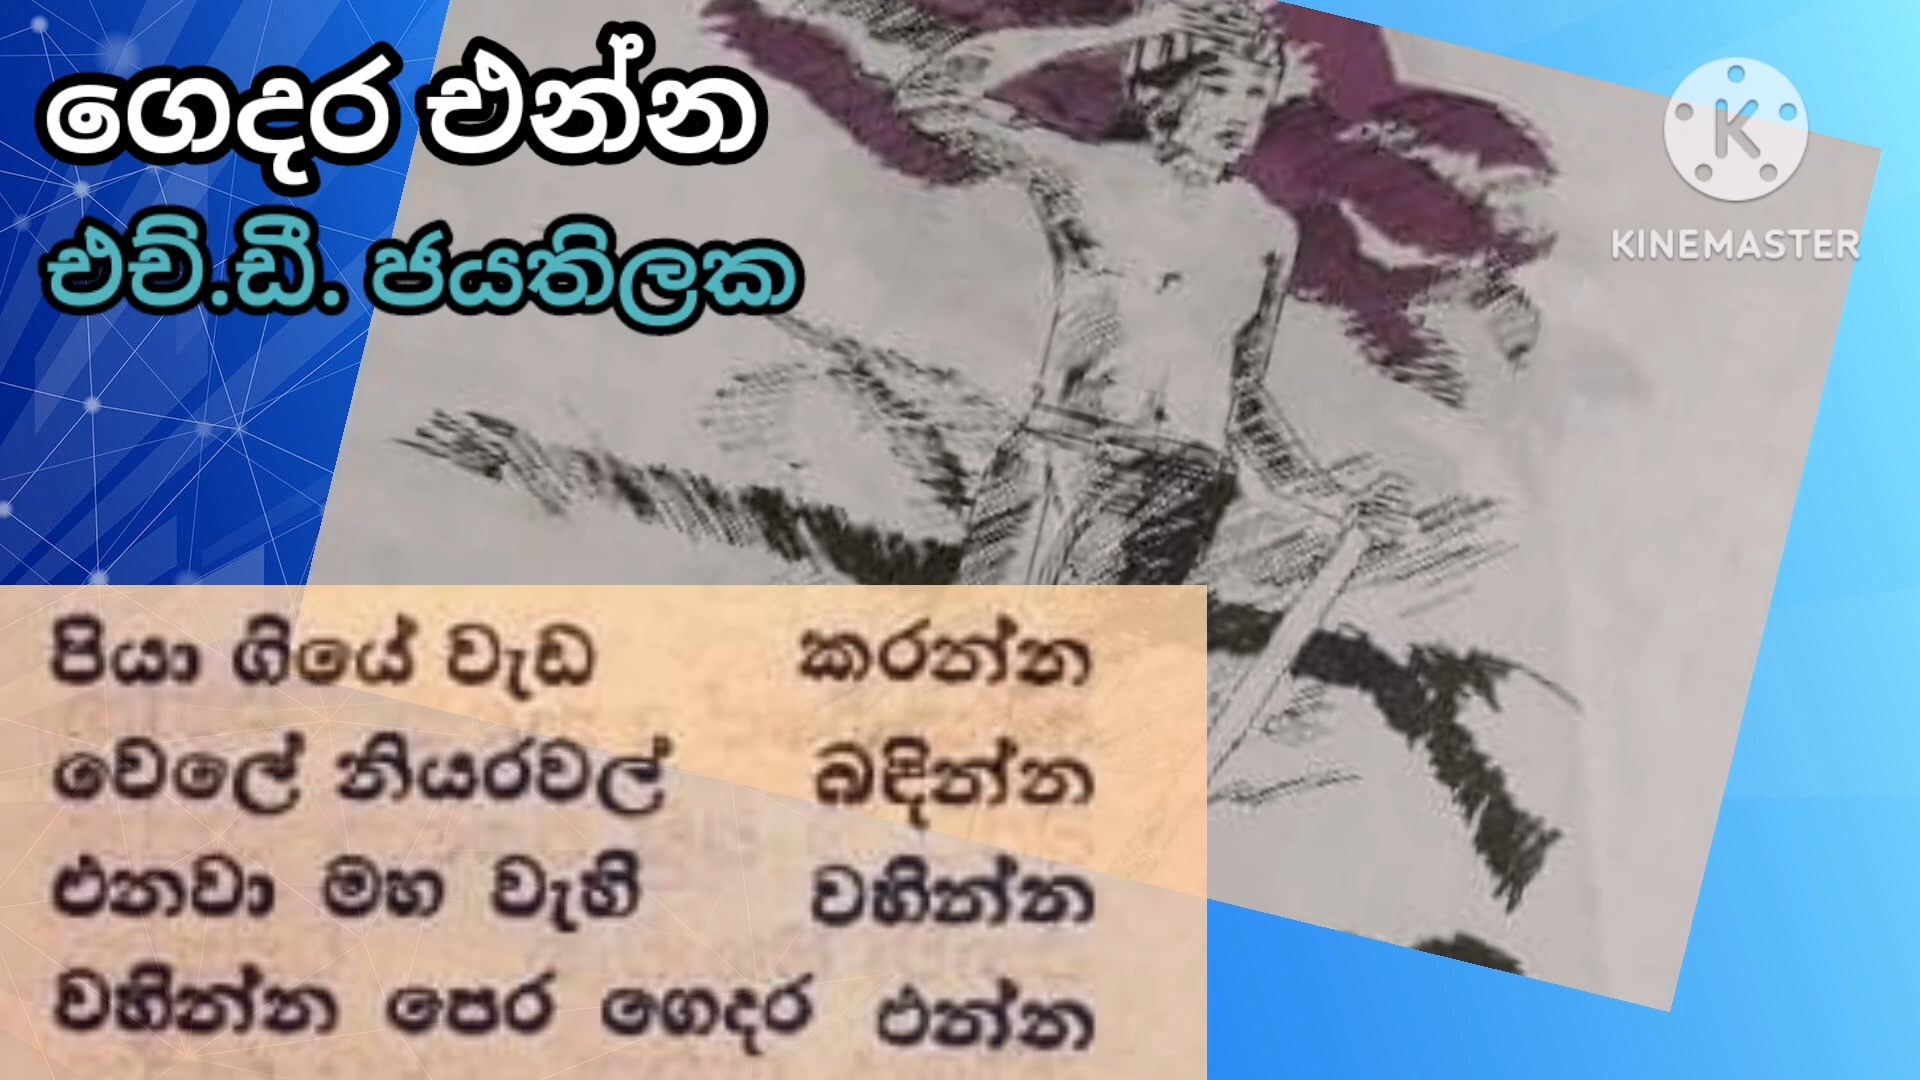 ගෙදර එන්න
එච්.ඩී. ජයතිලක
KINEMASTER
පියා ගියේ වැඩ කරන්න
වෙලේ නියරවල් බඳින්න
එනවා මහ වැහි වහින්න
වහින්න පෙර ගෙදර එන්න